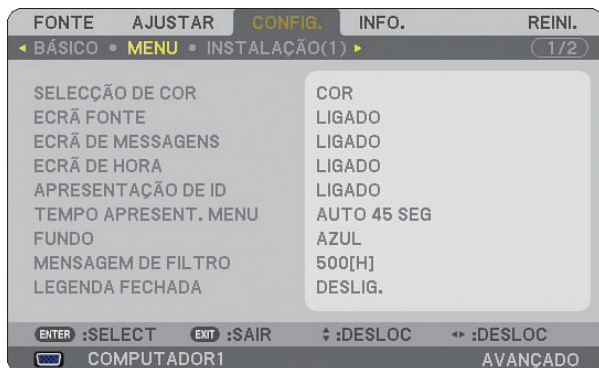 FONTE AJUSTAR CONFIG. INFO. REINI.
BÁSICO • MENU • INSTALAÇÃO(1) 1/2
SELECÇÃO DE COR COR
ECRÃ FONTE LIGADO
ECRÃ DE MESSAGENS LIGADO
ECRÃ DE HORA LIGADO
APRESENTAÇÃO DE ID LIGADO
TEMPO APRESENT. MENU AUTO 45 SEG
FUNDO AZUL
MENSAGEM DE FILTRO 500[H]
LEGENDA FECHADA DESLIG.
ENTER :SELECT EXIT :SAIR :DESLOC :DESLOC
COMPUTADOR1 AVANÇADO